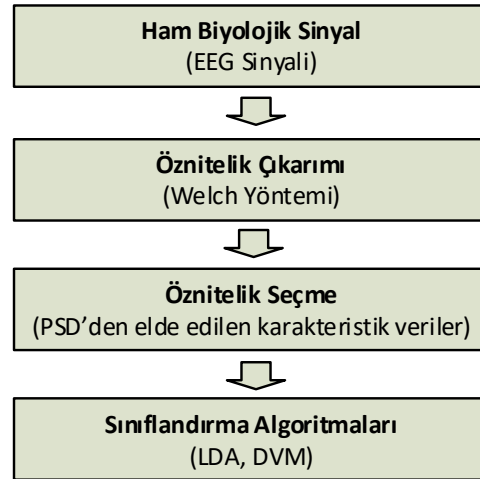 Ham Biyolojik Sinyal
(EEG Sinyali)
Öznitelik Çıkarımı
(Welch Yöntemi)
Öznitelik Seçme
(PSD’den elde edilen karakteristik veriler)
Sınıflandırma Algoritmaları
(LDA, DVM)